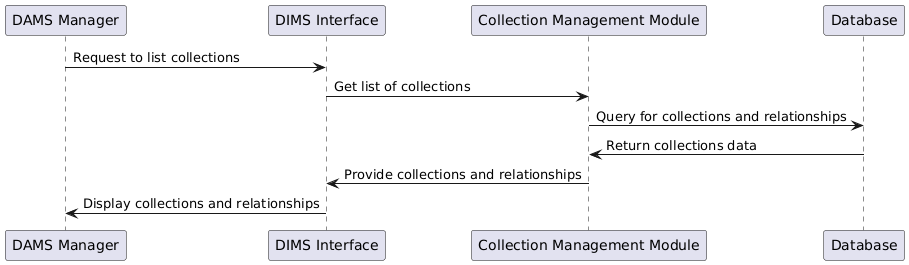 DAMS Manager
DIMS Interface
Collection Management Module
Database
Request to list collections
Get list of collections
Query for collections and relationships
Return collections data
Provide collections and relationships
Display collections and relationships
DAMS Manager
DIMS Interface
Collection Management Module
Database